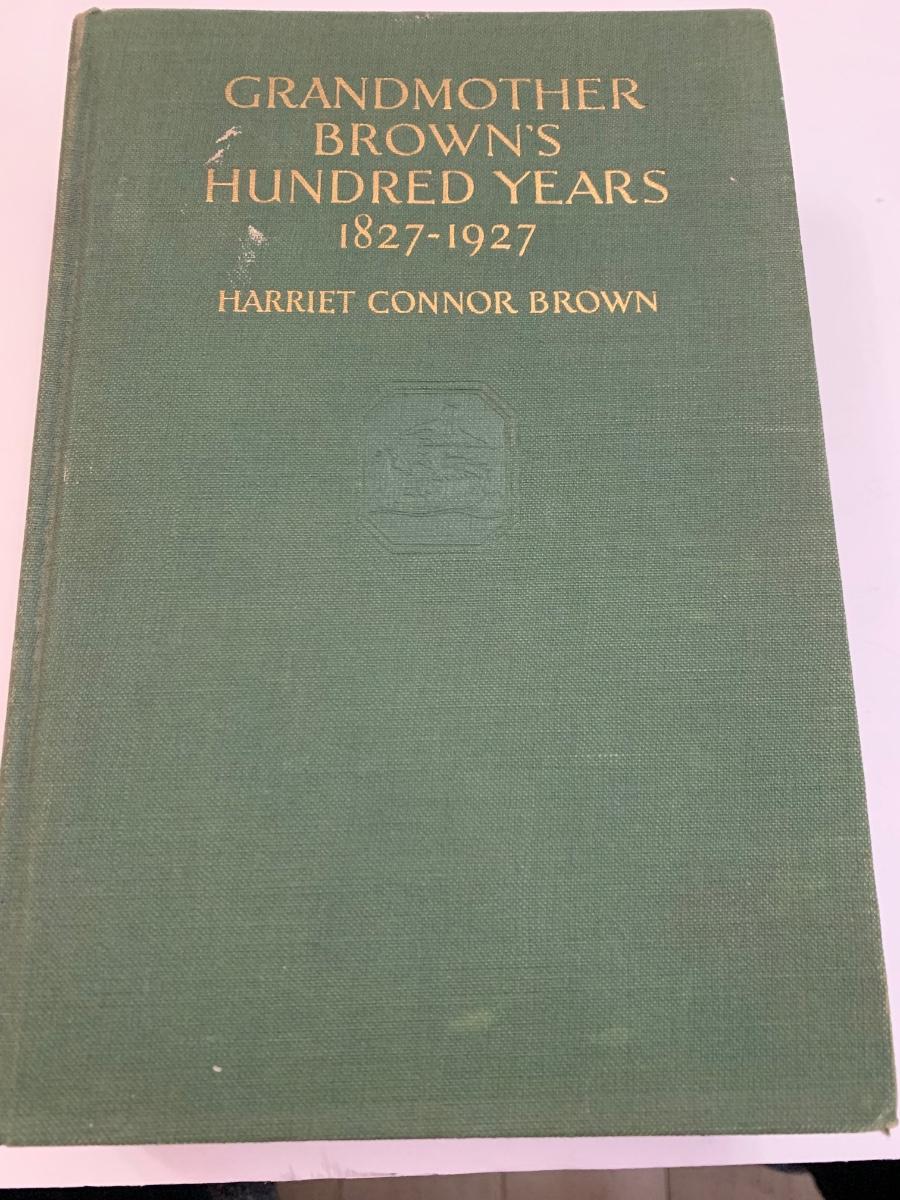 GRANDMOTHER
BROWN'S
HUNDRED YEARS
1827-1927
HARRIET CONNOR BROWN